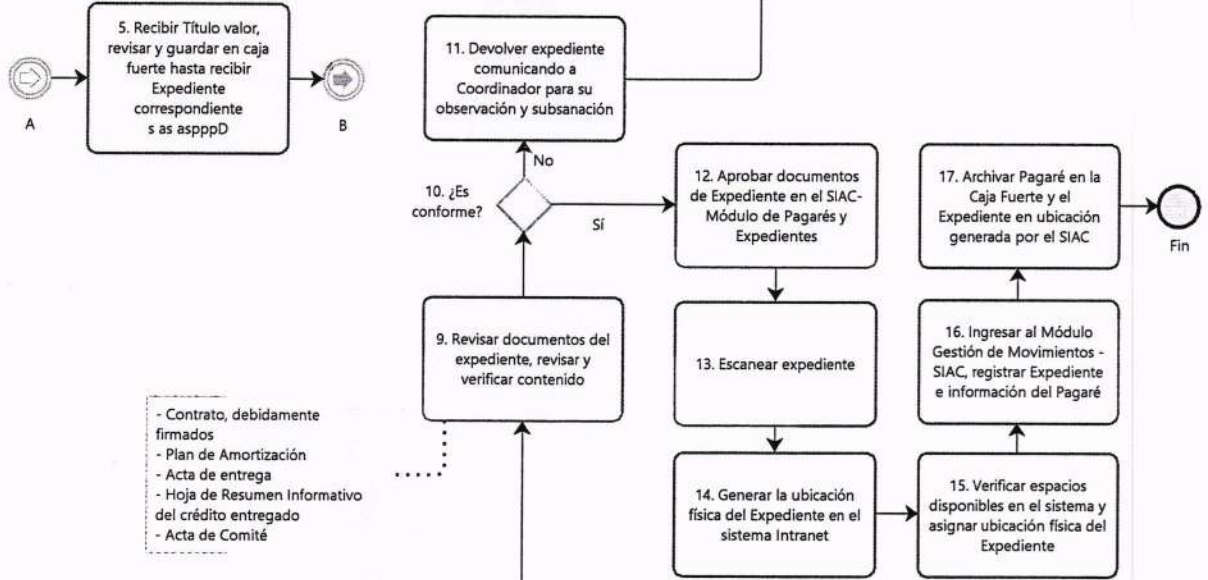 5. Recibir Título valor,
revisar y guardar en caja
fuerte hasta recibir
Expediente
correspondiente
s as aspppD
A
B
11. Devolver expediente
comunicando a
Coordinador para su
observación y subsanación
No
10. ¿Es
conforme?
Sí
12. Aprobar documentos
de Expediente en el SIAC-
Módulo de Pagarés y
Expedientes
17. Archivar Pagaré en la
Caja Fuerte y el
Expediente en ubicación
generada por el SIAC
Fin
9. Revisar documentos del
expediente, revisar y
verificar contenido
13. Escanear expediente
16. Ingresar al Módulo
Gestión de Movimientos -
SIAC, registrar Expediente
e información del Pagaré
- Contrato, debidamente
firmados
- Plan de Amortización
- Acta de entrega
- Hoja de Resumen Informativo
del crédito entregado
- Acta de Comité
14. Generar la ubicación
física del Expediente en el
sistema Intranet
15. Verificar espacios
disponibles en el sistema y
asignar ubicación física del
Expediente